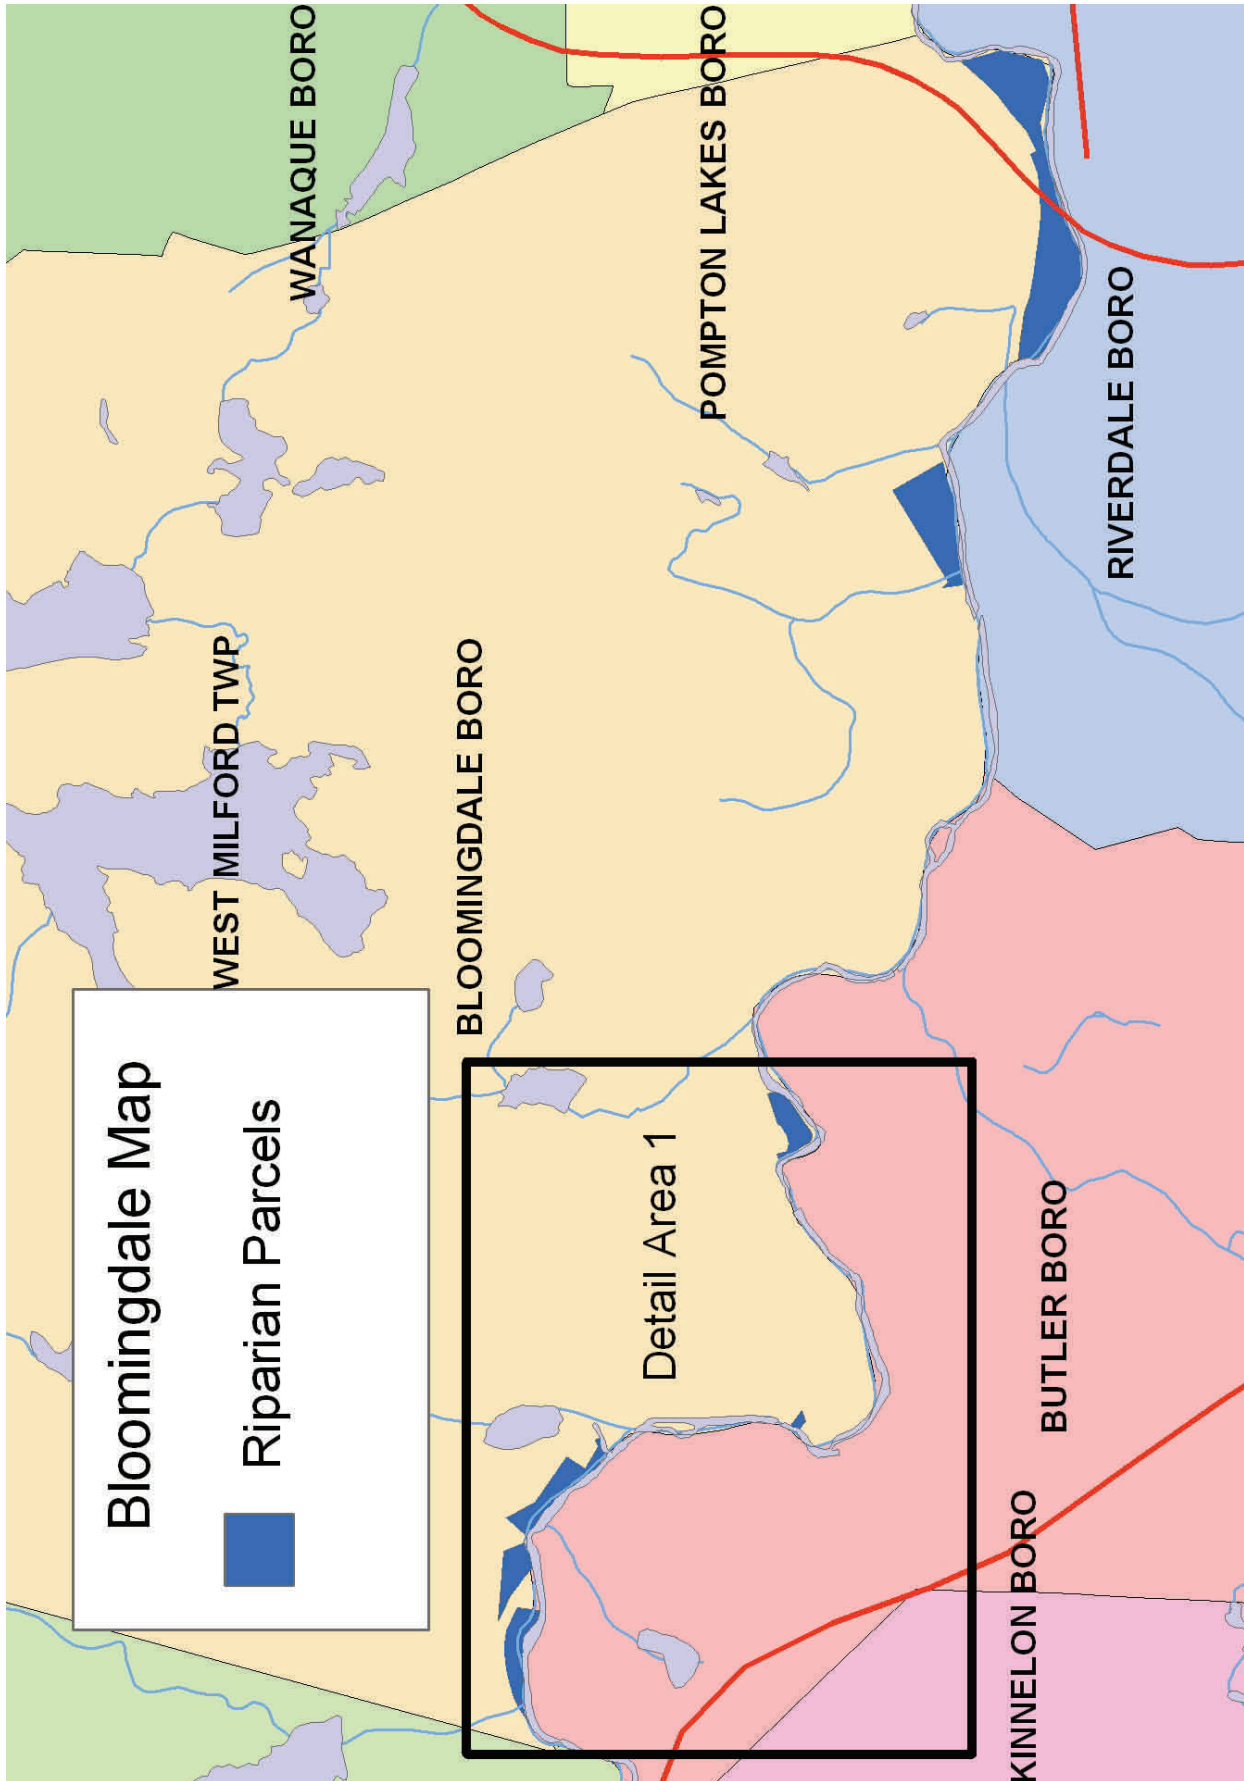 Bloomingdale Map
Riparian Parcels
WEST MILFORD TWP
WANAQUE BORO
BLOOMINGDALE BORO
POMPTON LAKES BORO
Detail Area 1
KINNELON BORO
BUTLER BORO
RIVERDALE BORO